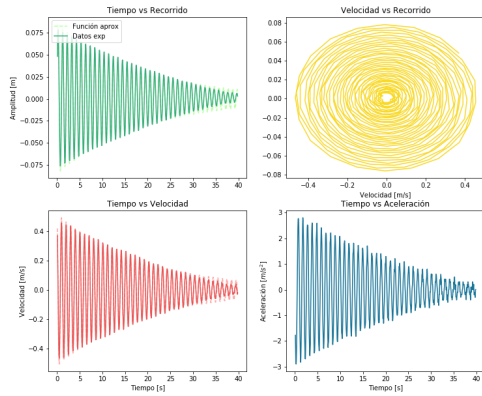 Tiempo vs Recorrido
Amplitud [m]
0.075
0.050
0.025
0.000
−0.025
−0.050
−0.075
Función aprox
Datos exp
0 5 10 15 20 25 30 35 40
Velocidad vs Recorrido
0.08
0.06
0.04
0.02
0.00
−0.02
−0.04
−0.06
−0.08
−0.4 −0.2 0.0 0.2 0.4
Velocidad [m/s]
Tiempo vs Velocidad
Velocidad [m/s]
0.4
0.2
0.0
−0.2
−0.4
0 5 10 15 20 25 30 35 40
Tiempo [s]
Tiempo vs Aceleración
Aceleración [m/s²]
3
2
1
0
−1
−2
−3
0 5 10 15 20 25 30 35 40
Tiempo [s]